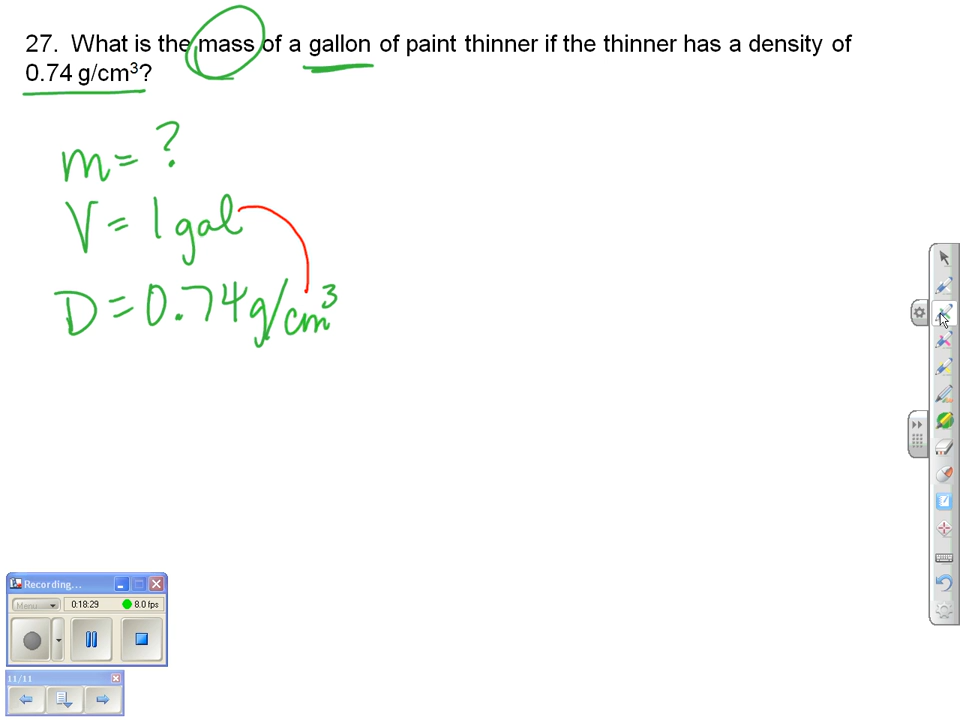 27. What is the mass of a gallon of paint thinner if the thinner has a density of
0.74 g/cm³?
m = ?
V = 1 gal
D = 0.74 g/cm³
Recording...
Menu
0:18:29
8.0 fps
11/11